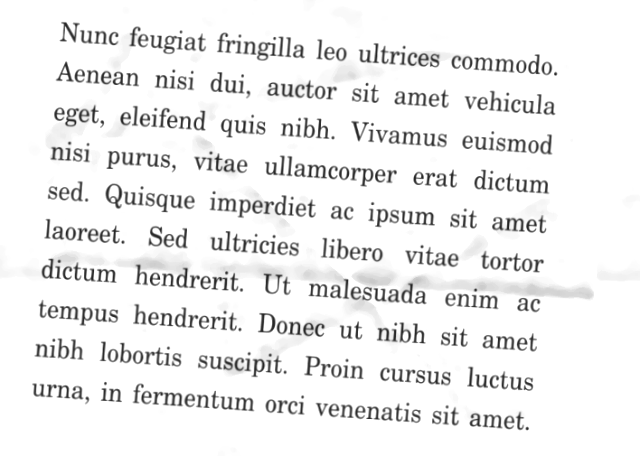 Nunc feugiat fringilla leo ultrices commodo.
Aenean nisi dui, auctor sit amet vehicula
eget, eleifend quis nibh. Vivamus euismod
nisi purus, vitae ullamcorper erat dictum
sed. Quisque imperdiet ac ipsum sit amet
laoreet. Sed ultricies libero vitae tortor
dictum hendrerit. Ut malesuada enim ac
tempus hendrerit. Donec ut nibh sit amet
nibh lobortis suscipit. Proin cursus luctus
urna, in fermentum orci venenatis sit amet.